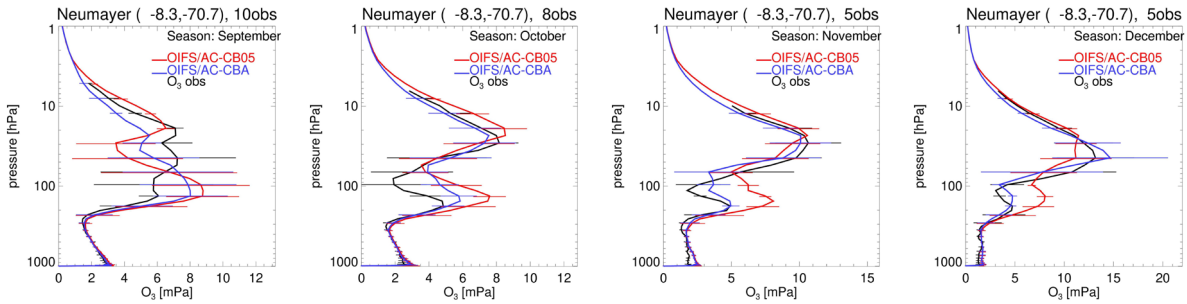 Neumayer ( -8.3,-70.7), 10obs
Season: September
OIFS/AC-CB05
OIFS/AC-CBA
O₃ obs
1
10
100
1000
pressure [hPa]
0 2 4 6 8 10 12
O₃ [mPa]
Neumayer ( -8.3,-70.7), 8obs
Season: October
OIFS/AC-CB05
OIFS/AC-CBA
O₃ obs
1
10
100
1000
pressure [hPa]
0 2 4 6 8 10 12
O₃ [mPa]
Neumayer ( -8.3,-70.7), 5obs
Season: November
OIFS/AC-CB05
OIFS/AC-CBA
O₃ obs
1
10
100
1000
pressure [hPa]
0 5 10 15
O₃ [mPa]
Neumayer ( -8.3,-70.7), 5obs
Season: December
OIFS/AC-CB05
OIFS/AC-CBA
O₃ obs
1
10
100
1000
pressure [hPa]
0 5 10 15 20
O₃ [mPa]